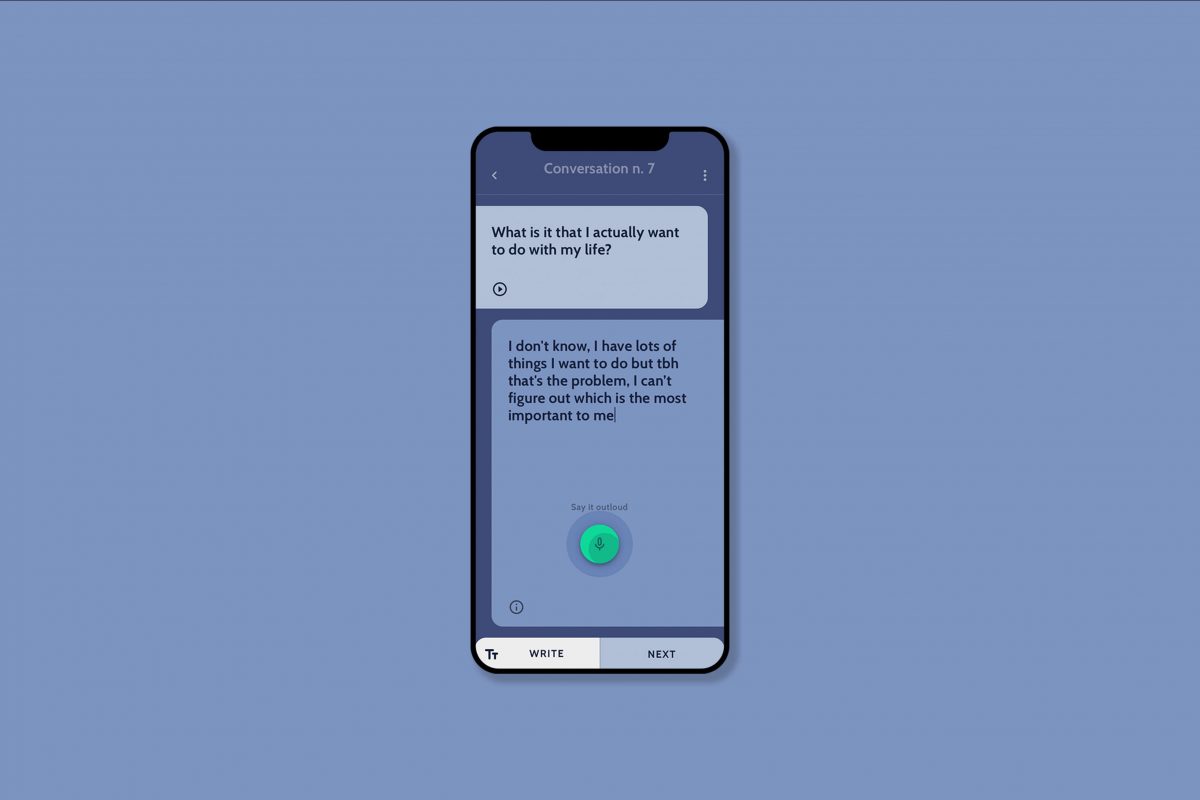 Conversation n. 7
What is it that I actually want
to do with my life?
I don't know, I have lots of
things I want to do but tbh
that's the problem, I can't
figure out which is the most
important to me
Say it outloud
TT WRITE
NEXT